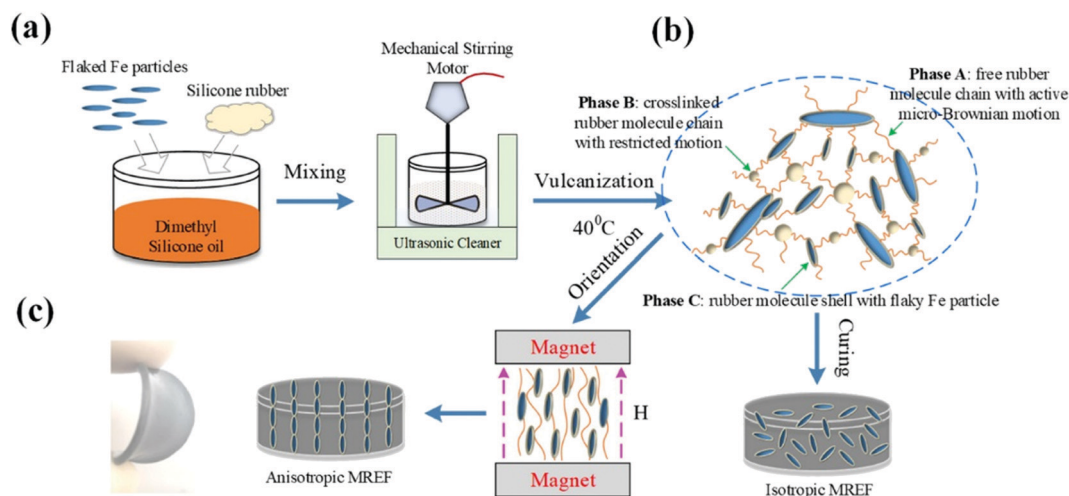 (a)
Flaked Fe particles
Silicone rubber
Dimethyl
Silicone oil
Mixing
Mechanical Stirring
Motor
Ultrasonic Cleaner
Vulcanization
40⁰C
Orientation
(b)
Phase A: free rubber
molecule chain with active
micro-Brownian motion
Phase B: crosslinked
rubber molecule chain
with restricted motion
Phase C: rubber molecule shell with flaky Fe particle
Curing
(c)
Magnet
H
Magnet
Anisotropic MREF
Isotropic MREF